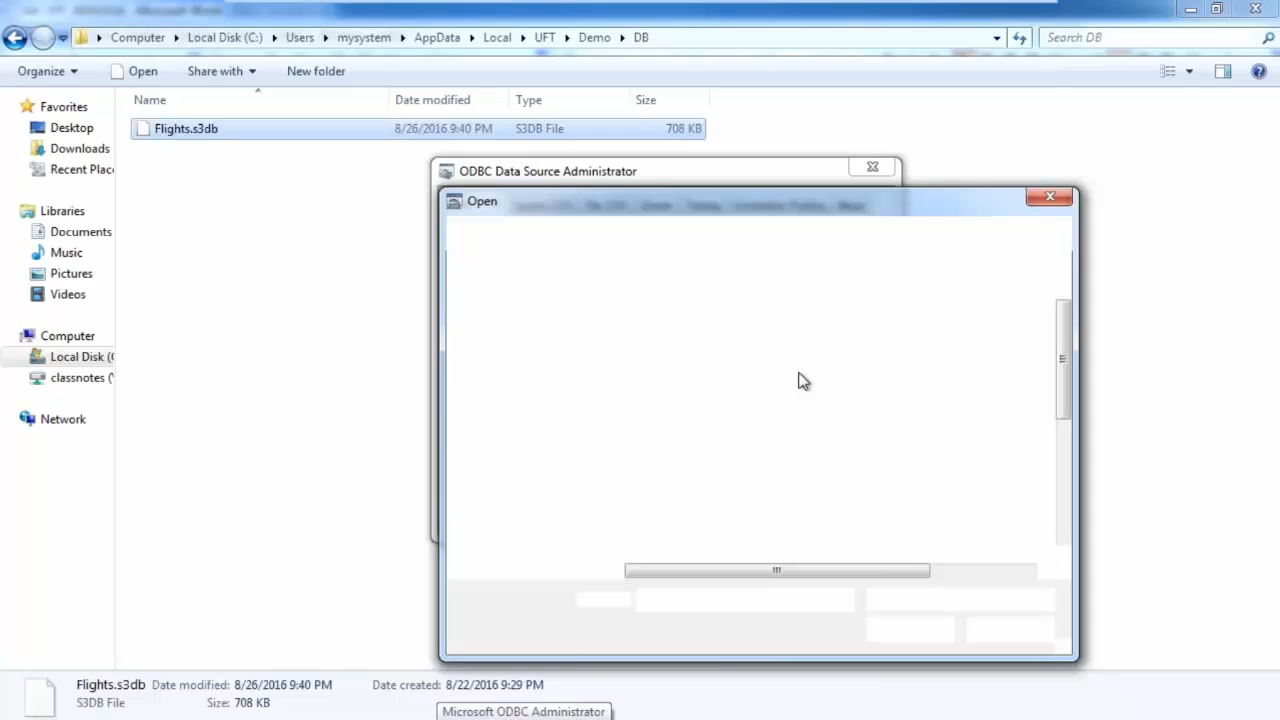 Computer Local Disk (C:) Users mysystem AppData Local UFT Demo DB
Search DB
Organize Open Share with New folder
Name Date modified Type Size
Flights.s3db 8/26/2016 9:40 PM S3DB File 708 KB
Favorites
Desktop
Downloads
Recent Plac
Libraries
Documents
Music
Pictures
Videos
Computer
Local Disk (
classnotes (
Network
ODBC Data Source Administrator
Open
Flights.s3db Date modified: 8/26/2016 9:40 PM Date created: 8/22/2016 9:29 PM
S3DB File Size: 708 KB
Microsoft ODBC Administrator